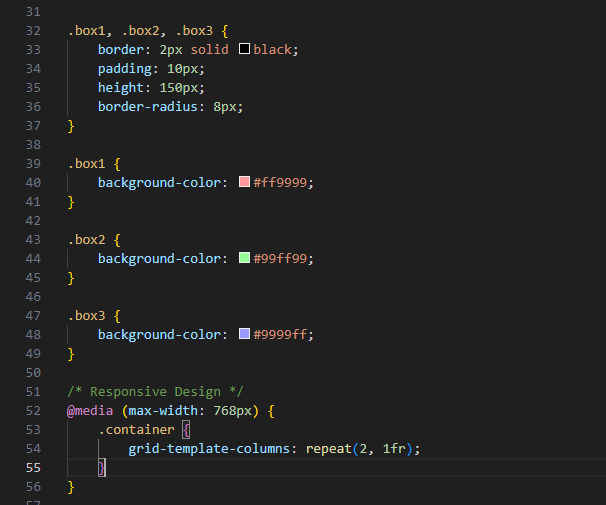 31
32 .box1, .box2, .box3 {
33     border: 2px solid black;
34     padding: 10px;
35     height: 150px;
36     border-radius: 8px;
37 }
38
39 .box1 {
40     background-color: #ff9999;
41 }
42
43 .box2 {
44     background-color: #99ff99;
45 }
46
47 .box3 {
48     background-color: #9999ff;
49 }
50
51 /* Responsive Design */
52 @media (max-width: 768px) {
53     .container {
54         grid-template-columns: repeat(2, 1fr);
55     }
56 }
57